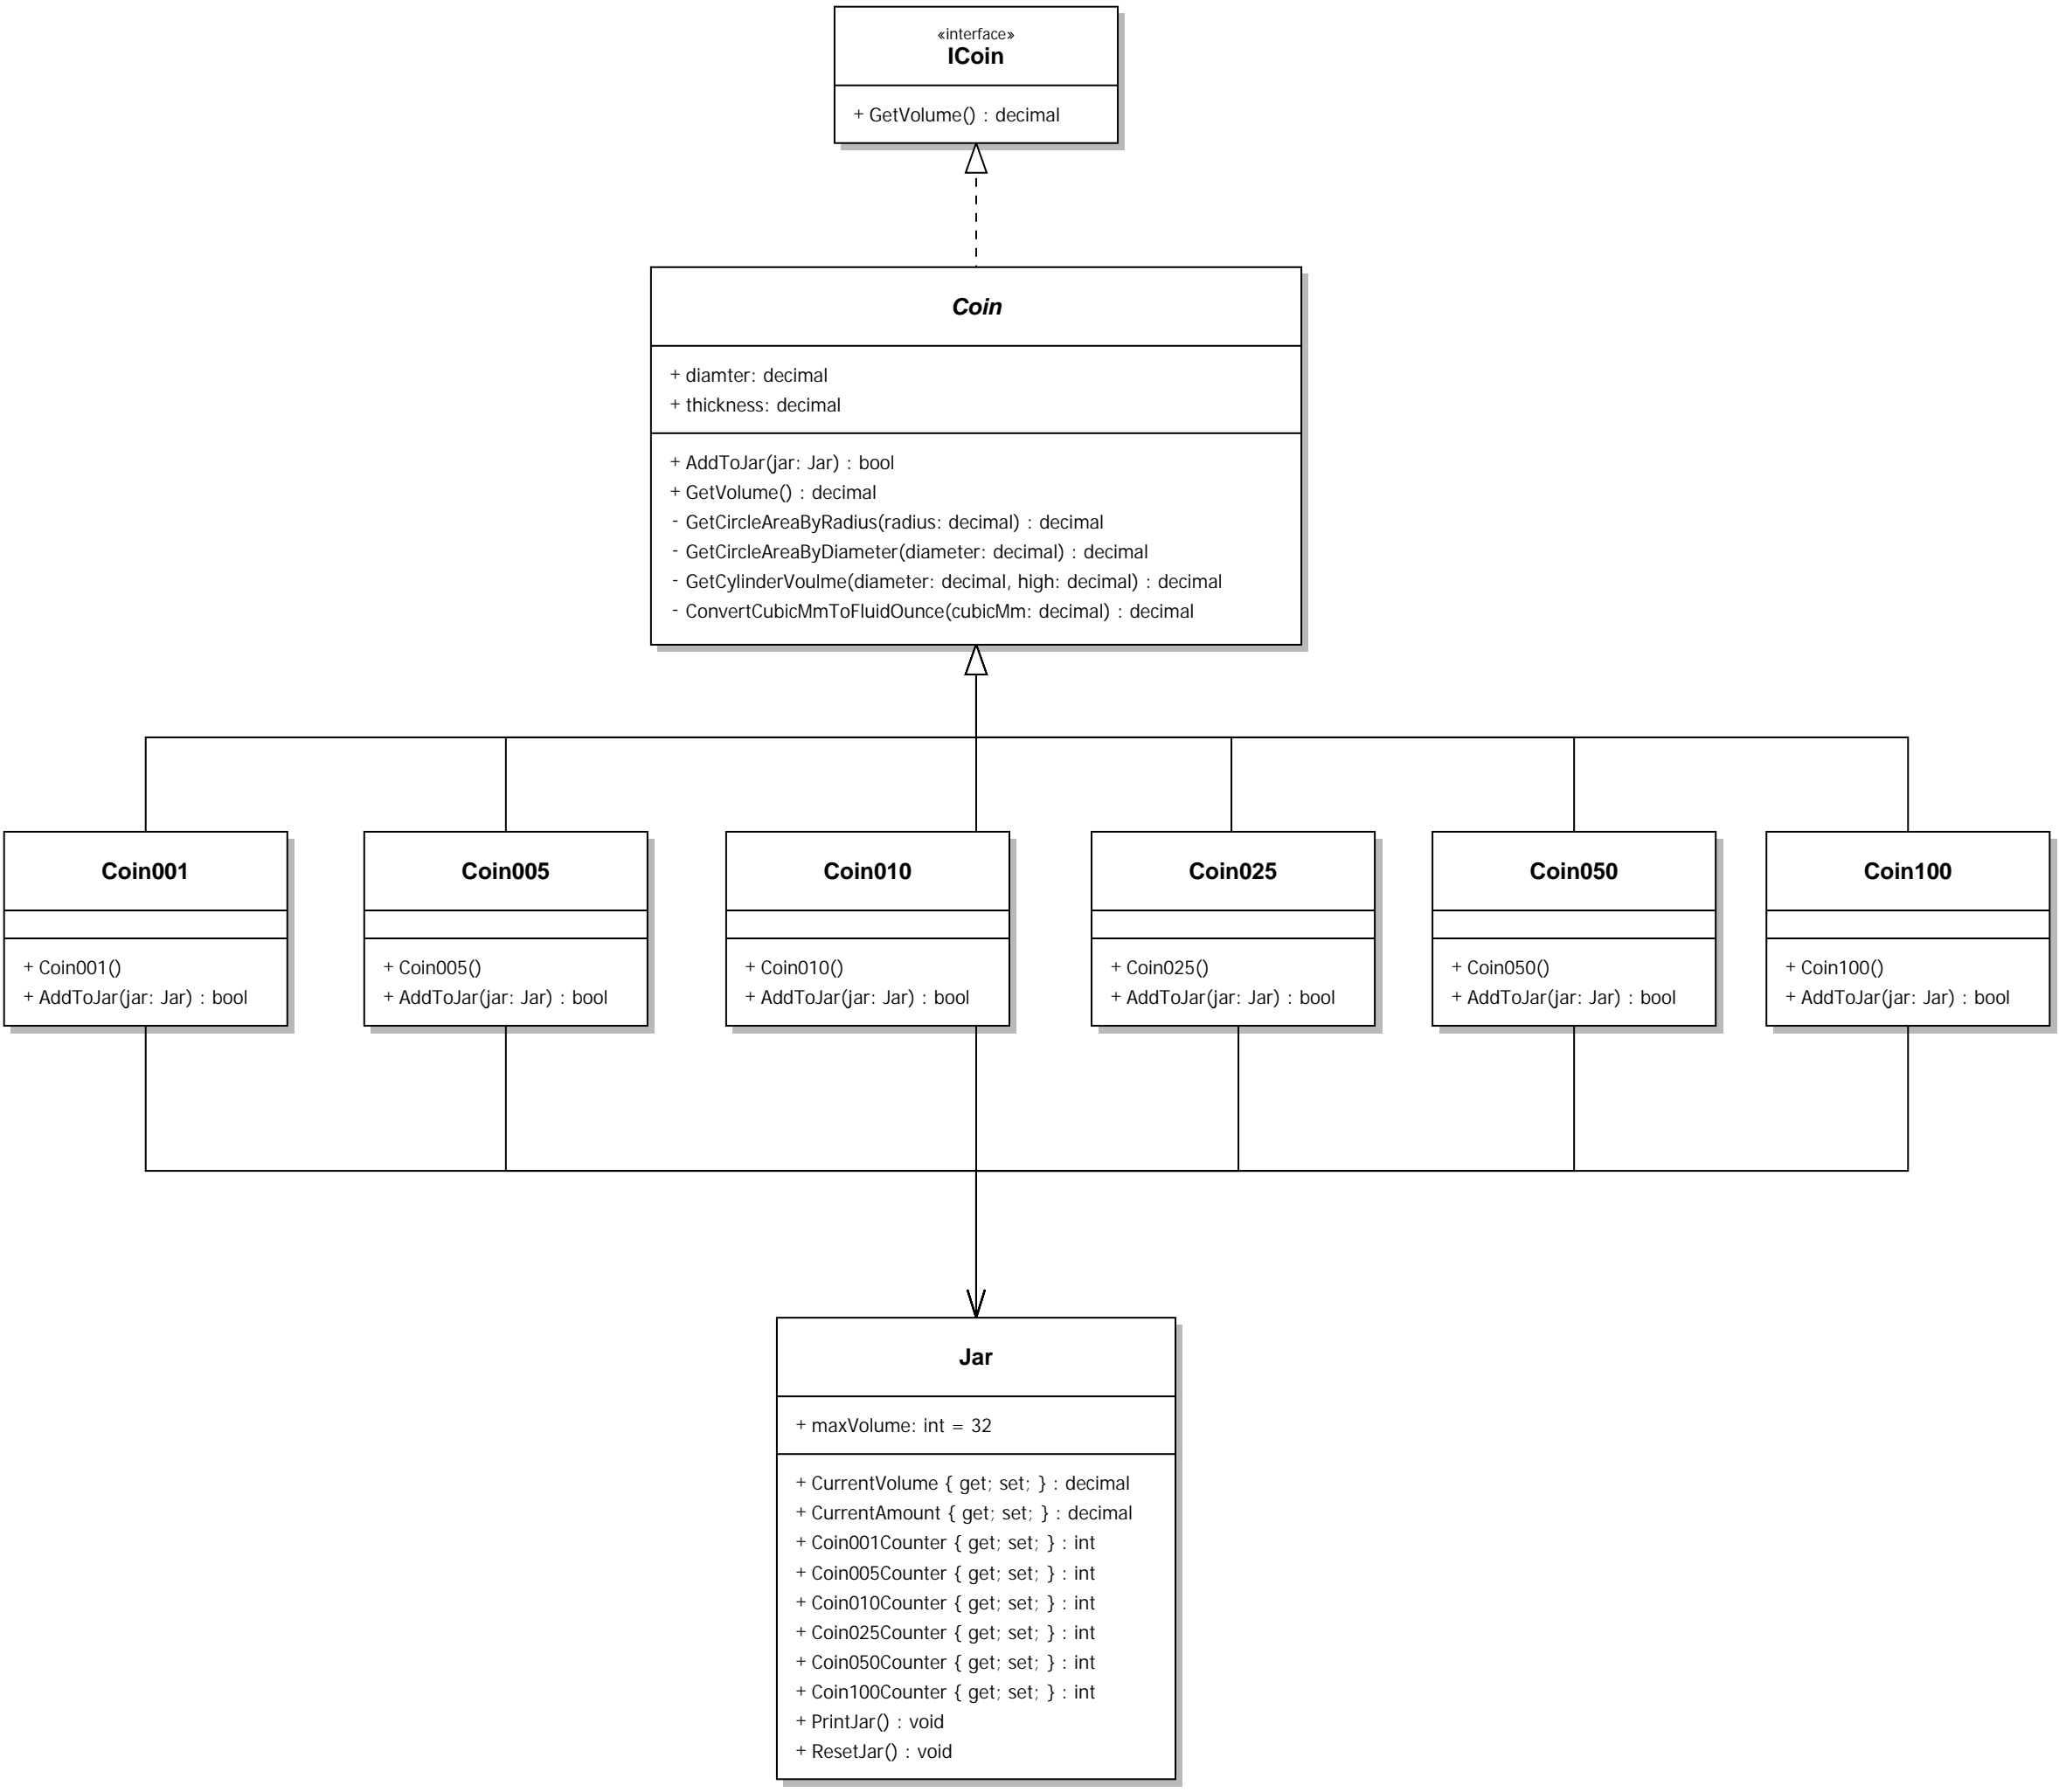 «interface»
ICoin
+ GetVolume() : decimal
Coin
+ diamter: decimal
+ thickness: decimal
+ AddToJar(jar: Jar) : bool
+ GetVolume() : decimal
- GetCircleAreaByRadius(radius: decimal) : decimal
- GetCircleAreaByDiameter(diameter: decimal) : decimal
- GetCylinderVoulme(diameter: decimal, high: decimal) : decimal
- ConvertCubicMmToFluidOunce(cubicMm: decimal) : decimal
Coin001
+ Coin001()
+ AddToJar(jar: Jar) : bool
Coin005
+ Coin005()
+ AddToJar(jar: Jar) : bool
Coin010
+ Coin010()
+ AddToJar(jar: Jar) : bool
Coin025
+ Coin025()
+ AddToJar(jar: Jar) : bool
Coin050
+ Coin050()
+ AddToJar(jar: Jar) : bool
Coin100
+ Coin100()
+ AddToJar(jar: Jar) : bool
Jar
+ maxVolume: int = 32
+ CurrentVolume { get; set; } : decimal
+ CurrentAmount { get; set; } : decimal
+ Coin001Counter { get; set; } : int
+ Coin005Counter { get; set; } : int
+ Coin010Counter { get; set; } : int
+ Coin025Counter { get; set; } : int
+ Coin050Counter { get; set; } : int
+ Coin100Counter { get; set; } : int
+ PrintJar() : void
+ ResetJar() : void